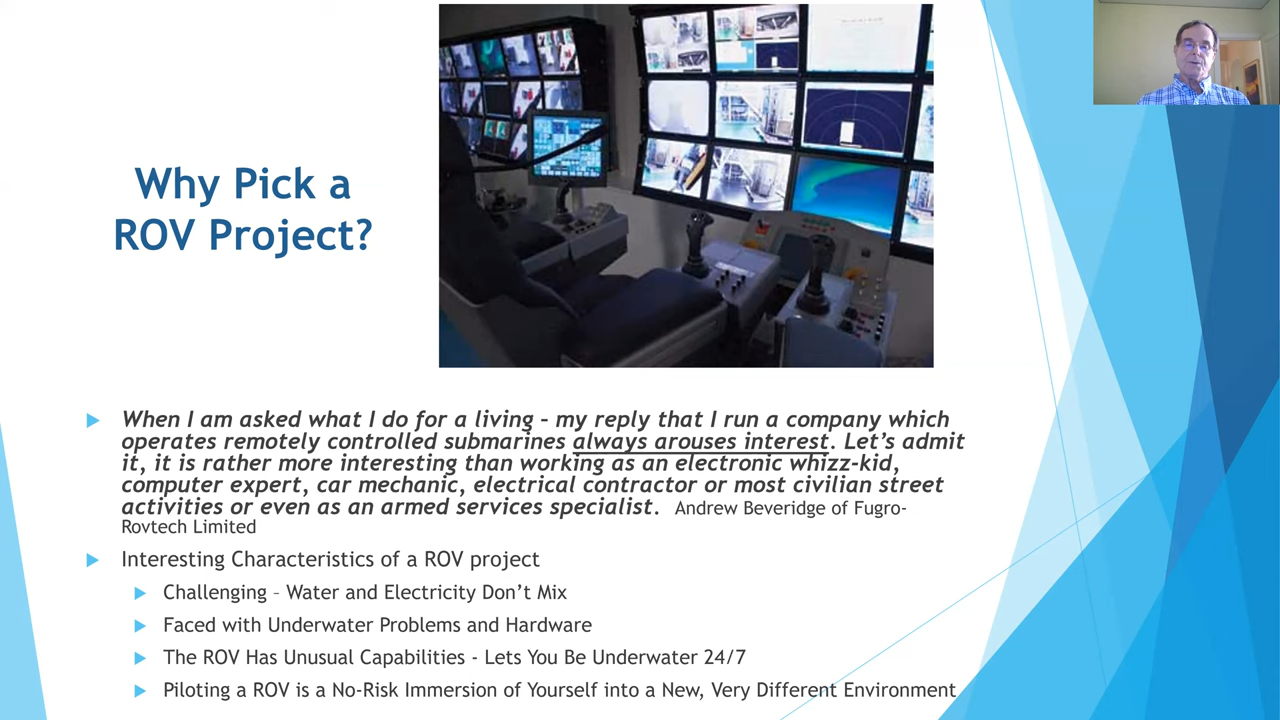 Why Pick a
ROV Project?
When I am asked what I do for a living – my reply that I run a company which
operates remotely controlled submarines always arouses interest. Let's admit
it, it is rather more interesting than working as an electronic whizz-kid,
computer expert, car mechanic, electrical contractor or most civilian street
activities or even as an armed services specialist. Andrew Beveridge of Fugro-
Rovtech Limited
Interesting Characteristics of a ROV project
Challenging – Water and Electricity Don't Mix
Faced with Underwater Problems and Hardware
The ROV Has Unusual Capabilities - Lets You Be Underwater 24/7
Piloting a ROV is a No-Risk Immersion of Yourself into a New, Very Different Environment